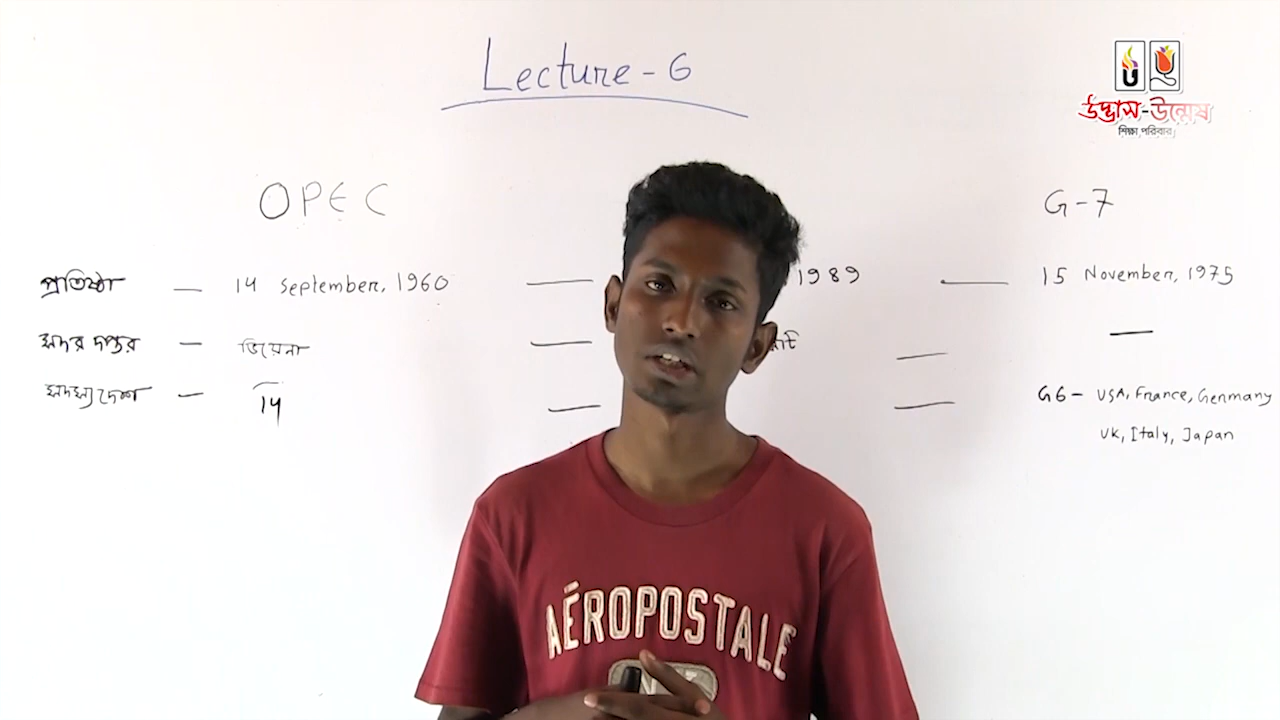 Lecture - 6
উদ্ভাস-উন্মেষ
শিক্ষা পরিবার
OPEC
G-7
প্রতিষ্ঠা — 14 September, 1960 — 1989 — 15 November, 1975
সদর দপ্তর — ভিয়েনা — — —
সদস্যদেশ — 14 — — G6 - USA, France, Germany
UK, Italy, Japan
AÉROPOSTALE